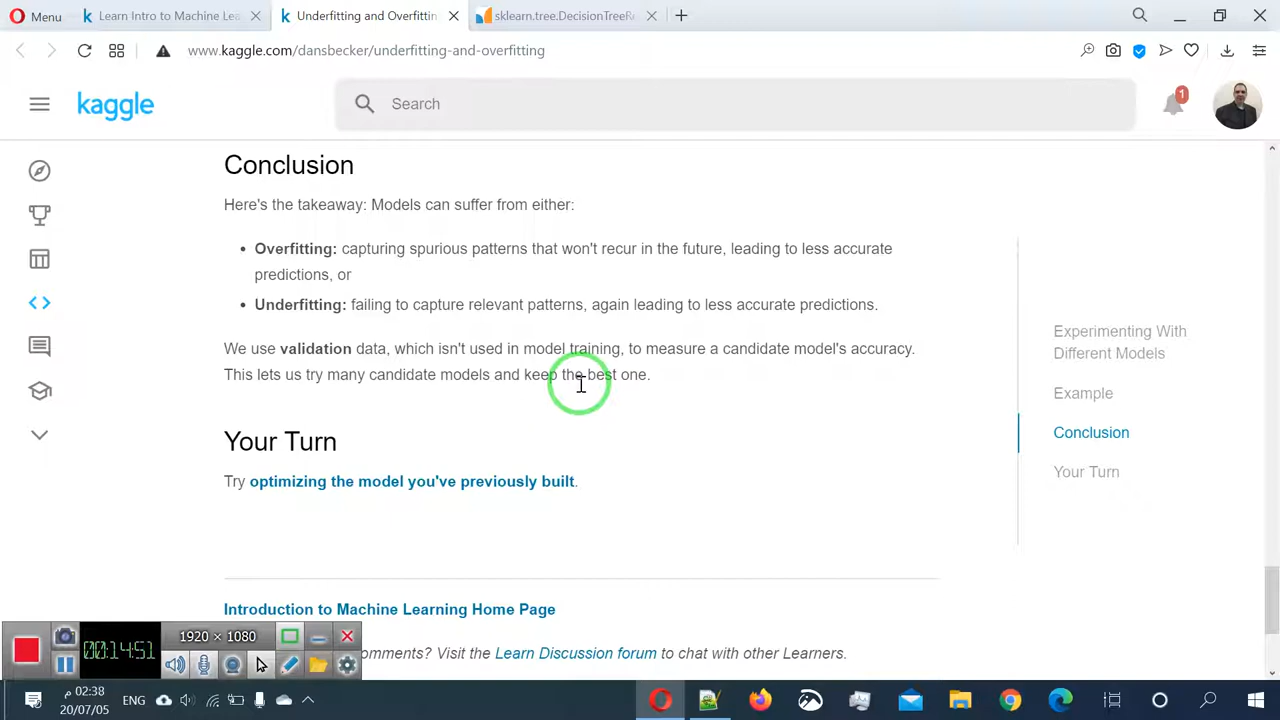 Menu
Learn Intro to Machine Lea
Underfitting and Overfittin
sklearn.tree.DecisionTreeRe
www.kaggle.com/dansbecker/underfitting-and-overfitting
kaggle
Search
1
Conclusion
Here's the takeaway: Models can suffer from either:
• Overfitting: capturing spurious patterns that won't recur in the future, leading to less accurate
predictions, or
• Underfitting: failing to capture relevant patterns, again leading to less accurate predictions.
We use validation data, which isn't used in model training, to measure a candidate model's accuracy.
This lets us try many candidate models and keep the best one.
Your Turn
Try optimizing the model you've previously built.
Experimenting With
Different Models
Example
Conclusion
Your Turn
Introduction to Machine Learning Home Page
omments? Visit the Learn Discussion forum to chat with other Learners.
00:14:51
1920 × 1080
ENG
02:38 م
20/07/05